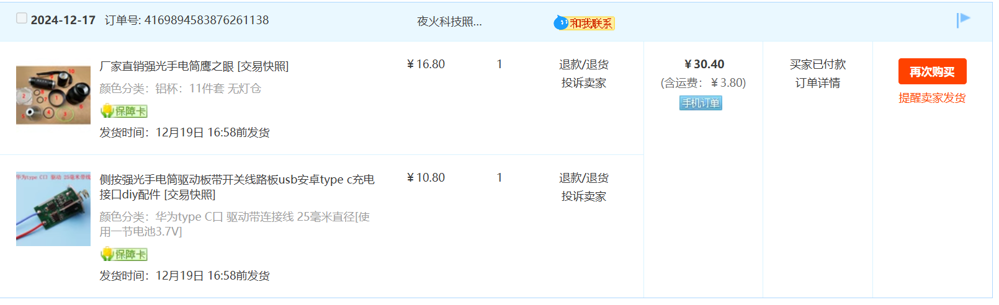 2024-12-17 订单号: 4169894583876261138 夜火科技照... 和我联系
厂家直销强光手电筒鹰之眼 [交易快照] ￥16.80 1 退款/退货 ￥30.40 买家已付款 再次购买
颜色分类：铝杯：11件套 无灯仓 投诉卖家 (含运费：￥3.80) 订单详情
手机订单 提醒卖家发货
保障卡
发货时间：12月19日 16:58前发货
华为type C口 驱动 25毫米带线
侧按强光手电筒驱动板带开关线路板usb安卓type c充电 ￥10.80 1 退款/退货
接口diy配件 [交易快照] 投诉卖家
颜色分类：华为type C口 驱动带连接线 25毫米直径[使
用一节电池3.7V]
保障卡
发货时间：12月19日 16:58前发货